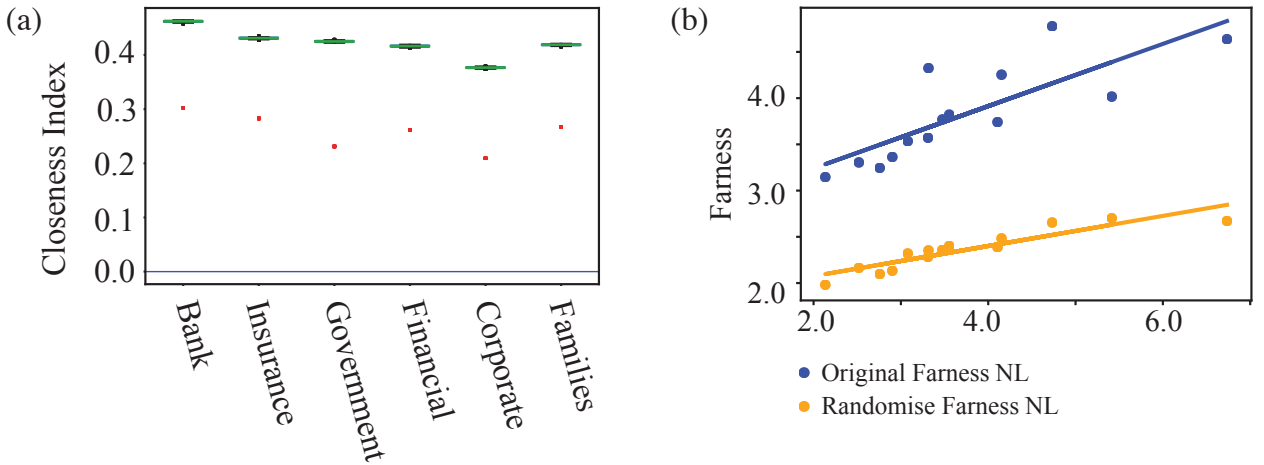 (a)
Closeness Index
0.4
0.3
0.2
0.1
0.0
Bank
Insurance
Government
Financial
Corporate
Families
(b)
Farness
4.0
3.0
2.0
2.0
4.0
6.0
Original Farness NL
Randomise Farness NL